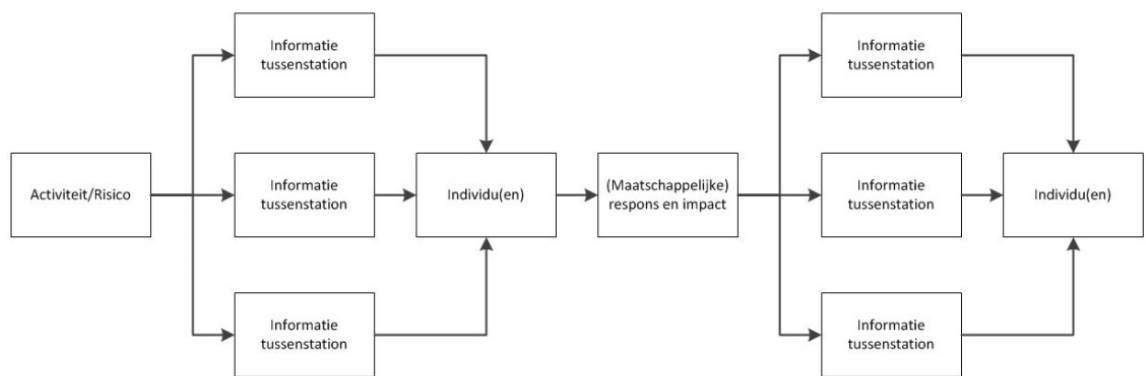 Activiteit/Risico
Informatie
tussenstation
Informatie
tussenstation
Informatie
tussenstation
Individu(en)
(Maatschappelijke)
respons en impact
Informatie
tussenstation
Informatie
tussenstation
Informatie
tussenstation
Individu(en)